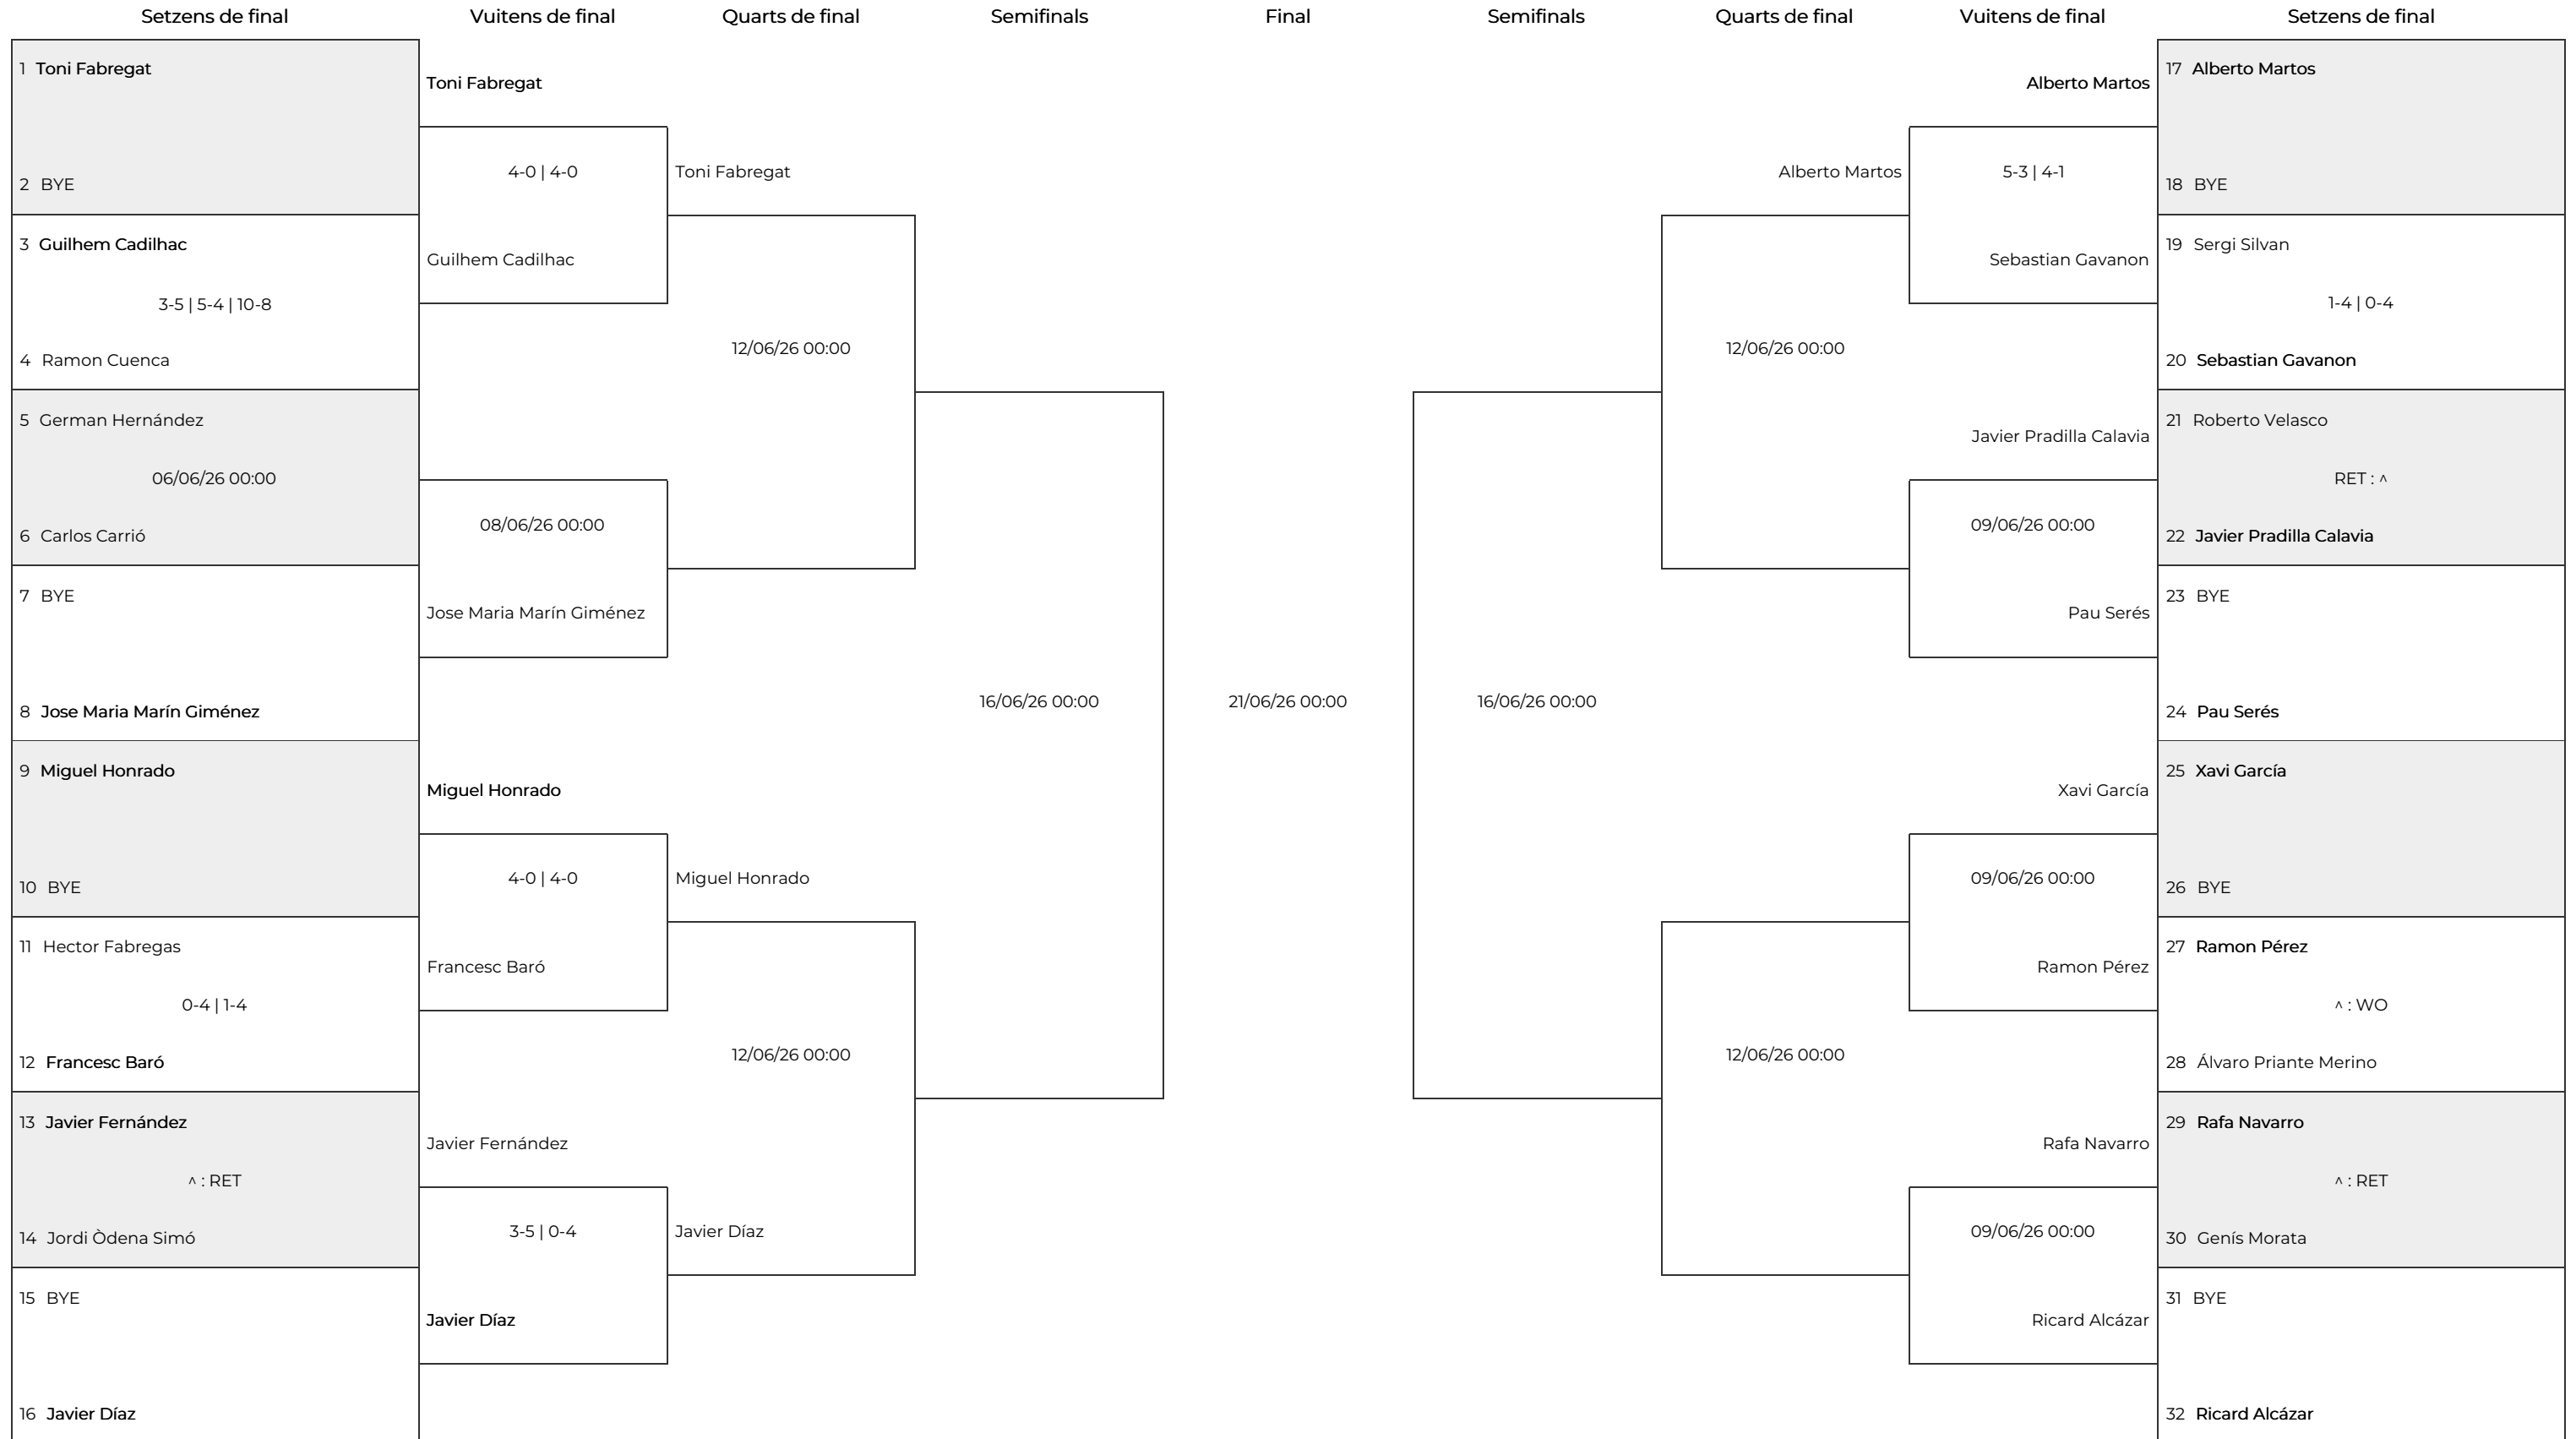 Setzens de final
Vuitens de final
Quarts de final
Semifinals
Final
Semifinals
Quarts de final
Vuitens de final
Setzens de final
1 Toni Fabregat
2 BYE
3 Guilhem Cadilhac
3-5 | 5-4 | 10-8
4 Ramon Cuenca
5 German Hernández
06/06/26 00:00
6 Carlos Carrió
7 BYE
8 Jose Maria Marín Giménez
9 Miguel Honrado
10 BYE
11 Hector Fabregas
0-4 | 1-4
12 Francesc Baró
13 Javier Fernández
^ : RET
14 Jordi Òdena Simó
15 BYE
16 Javier Díaz
Toni Fabregat
4-0 | 4-0
Guilhem Cadilhac
08/06/26 00:00
Jose Maria Marín Giménez
Miguel Honrado
4-0 | 4-0
Francesc Baró
Javier Fernández
3-5 | 0-4
Javier Díaz
Toni Fabregat
12/06/26 00:00
Miguel Honrado
12/06/26 00:00
Javier Díaz
16/06/26 00:00
21/06/26 00:00
16/06/26 00:00
Alberto Martos
12/06/26 00:00
12/06/26 00:00
Alberto Martos
5-3 | 4-1
Sebastian Gavanon
Javier Pradilla Calavia
09/06/26 00:00
Pau Serés
Xavi García
09/06/26 00:00
Ramon Pérez
Rafa Navarro
09/06/26 00:00
Ricard Alcázar
17 Alberto Martos
18 BYE
19 Sergi Silvan
1-4 | 0-4
20 Sebastian Gavanon
21 Roberto Velasco
RET : ^
22 Javier Pradilla Calavia
23 BYE
24 Pau Serés
25 Xavi García
26 BYE
27 Ramon Pérez
^ : WO
28 Álvaro Priante Merino
29 Rafa Navarro
^ : RET
30 Genís Morata
31 BYE
32 Ricard Alcázar